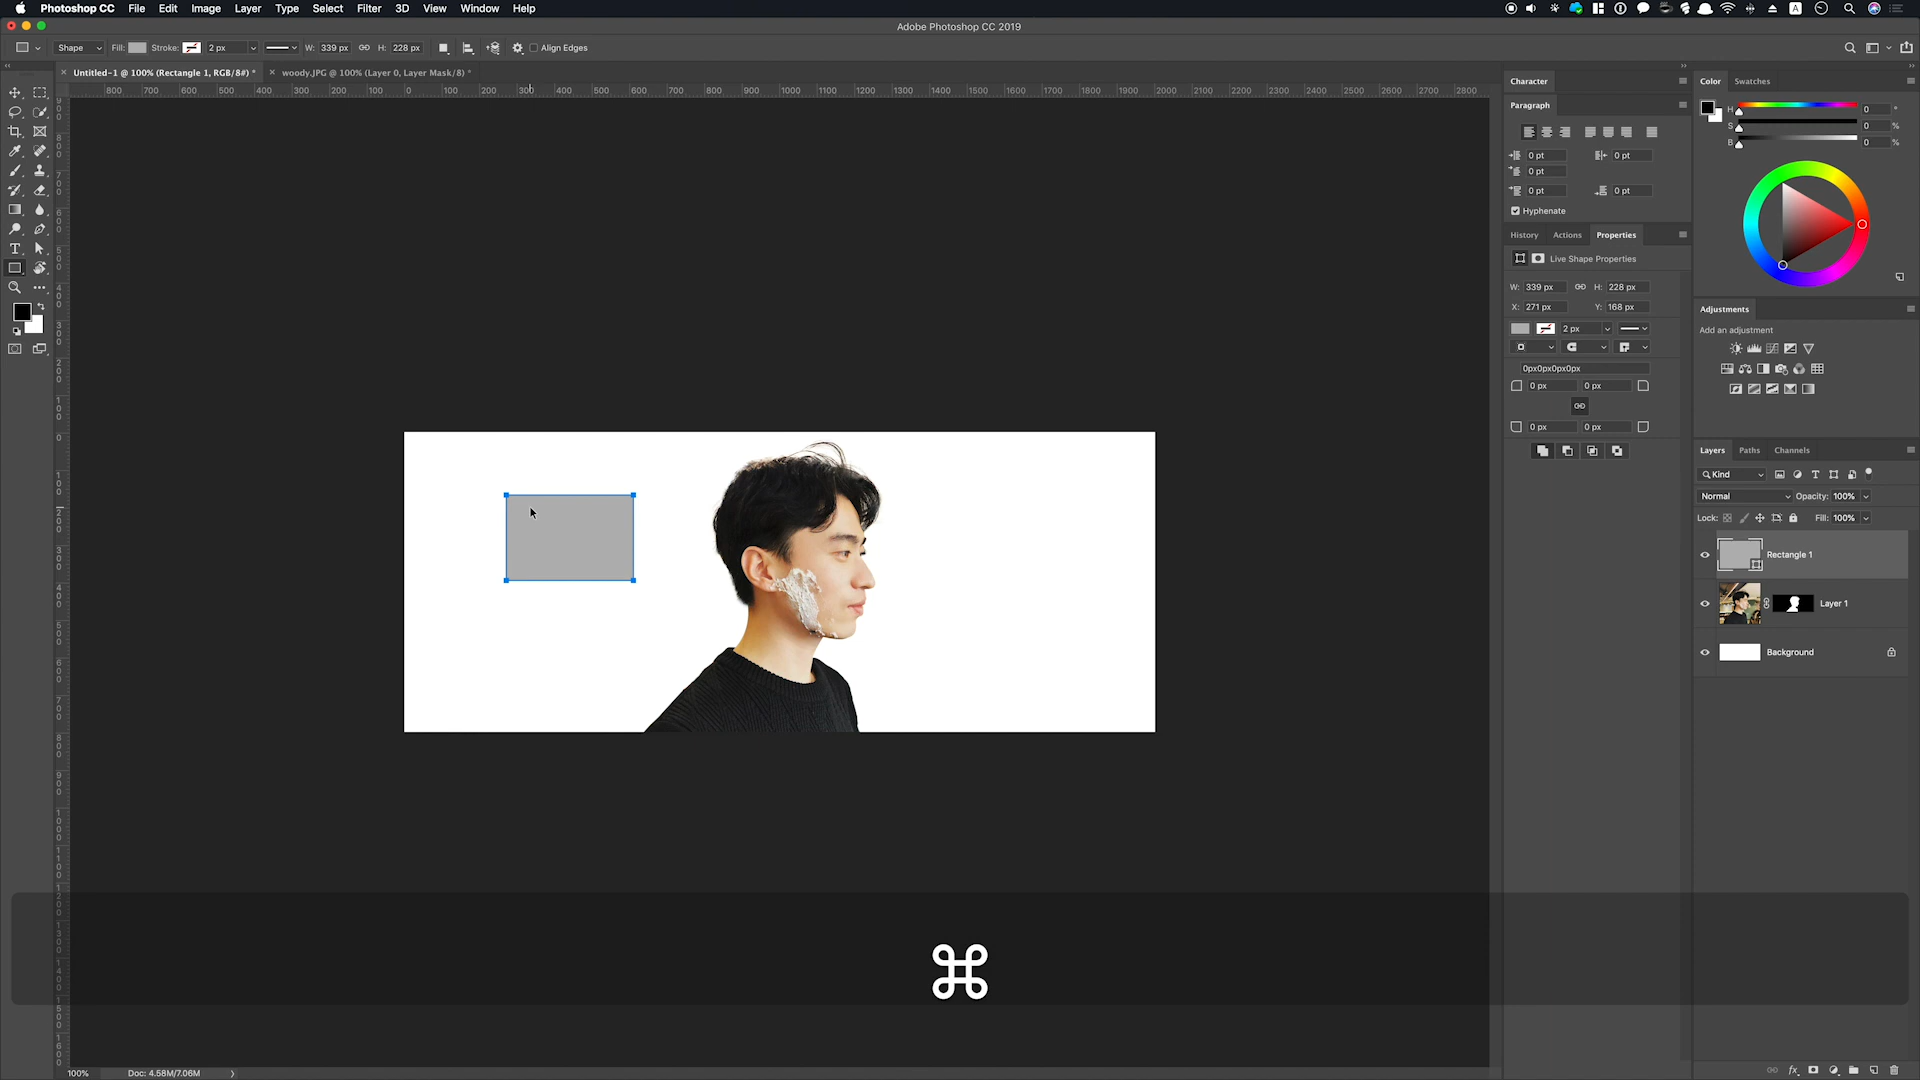 Photoshop CC File Edit Image Layer Type Select Filter 3D View Window Help
Adobe Photoshop CC 2019
Shape Fill: Stroke: 2 px W: 339 px H: 228 px Align Edges
Untitled-1 @ 100% (Rectangle 1, RGB/8#) * woody.JPG @ 100% (Layer 0, Layer Mask/8) *
800 700 600 500 400 300 200 100 0 100 200 300 400 500 600 700 800 900 1000 1100 1200 1300 1400 1500 1600 1700 1800 1900 2000 2100 2200 2300 2400 2500 2600 2700 2800
Character
Paragraph
0 pt 0 pt
0 pt
0 pt 0 pt
Hyphenate
History Actions Properties
Live Shape Properties
W: 339 px H: 228 px
X: 271 px Y: 168 px
2 px
0px0px0px0px
0 px 0 px
0 px 0 px
Color Swatches
H 0 °
S 0 %
B 0 %
Adjustments
Add an adjustment
Layers Paths Channels
Kind
Normal Opacity: 100%
Lock: Fill: 100%
Rectangle 1
Layer 1
Background
⌘
100% Doc: 4.58M/7.06M